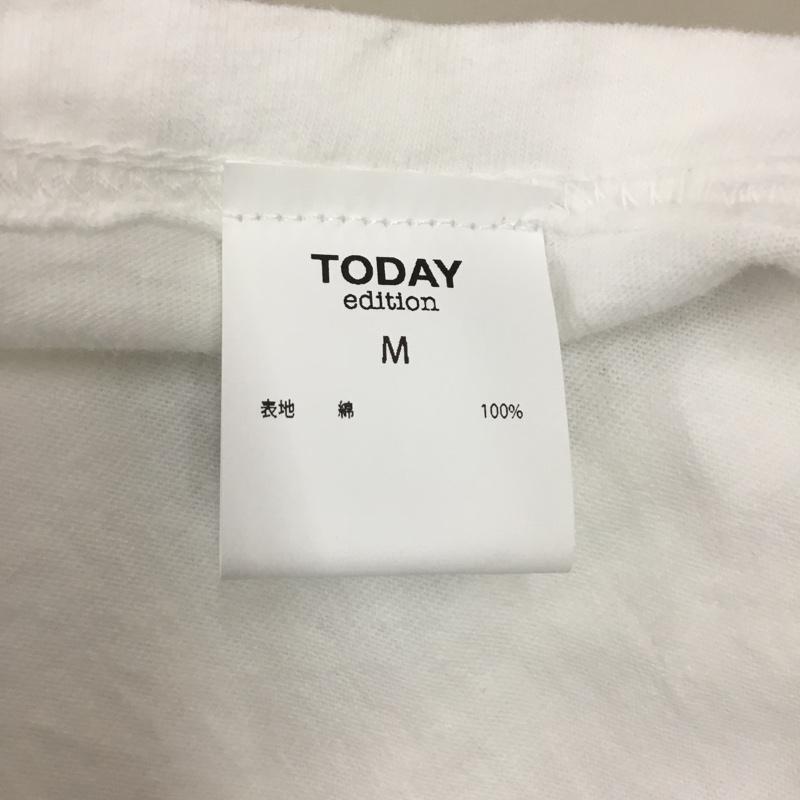 TODAY
edition
M
表地 綿 100%